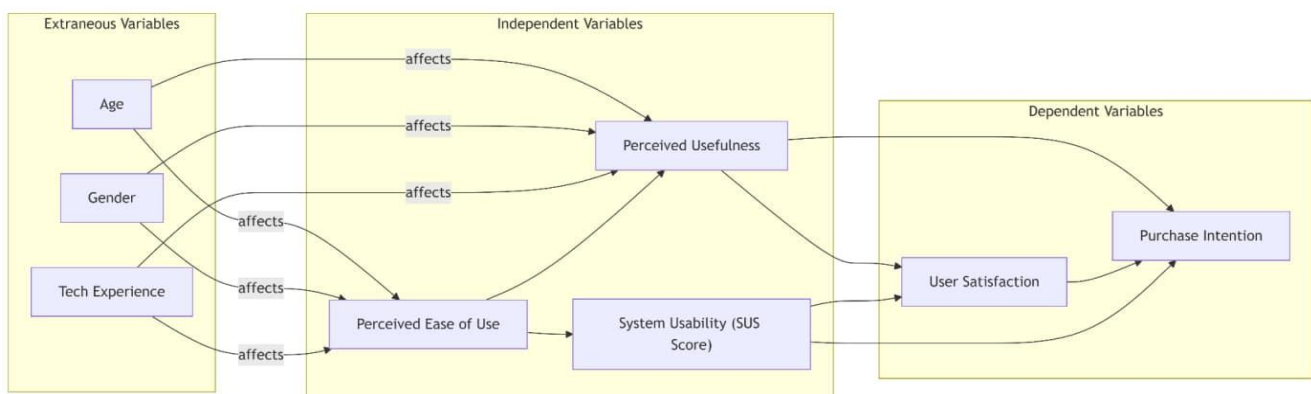 Extraneous Variables
Age
Gender
Tech Experience
affects
affects
affects
affects
affects
affects
Independent Variables
Perceived Usefulness
Perceived Ease of Use
System Usability (SUS
Score)
Dependent Variables
User Satisfaction
Purchase Intention